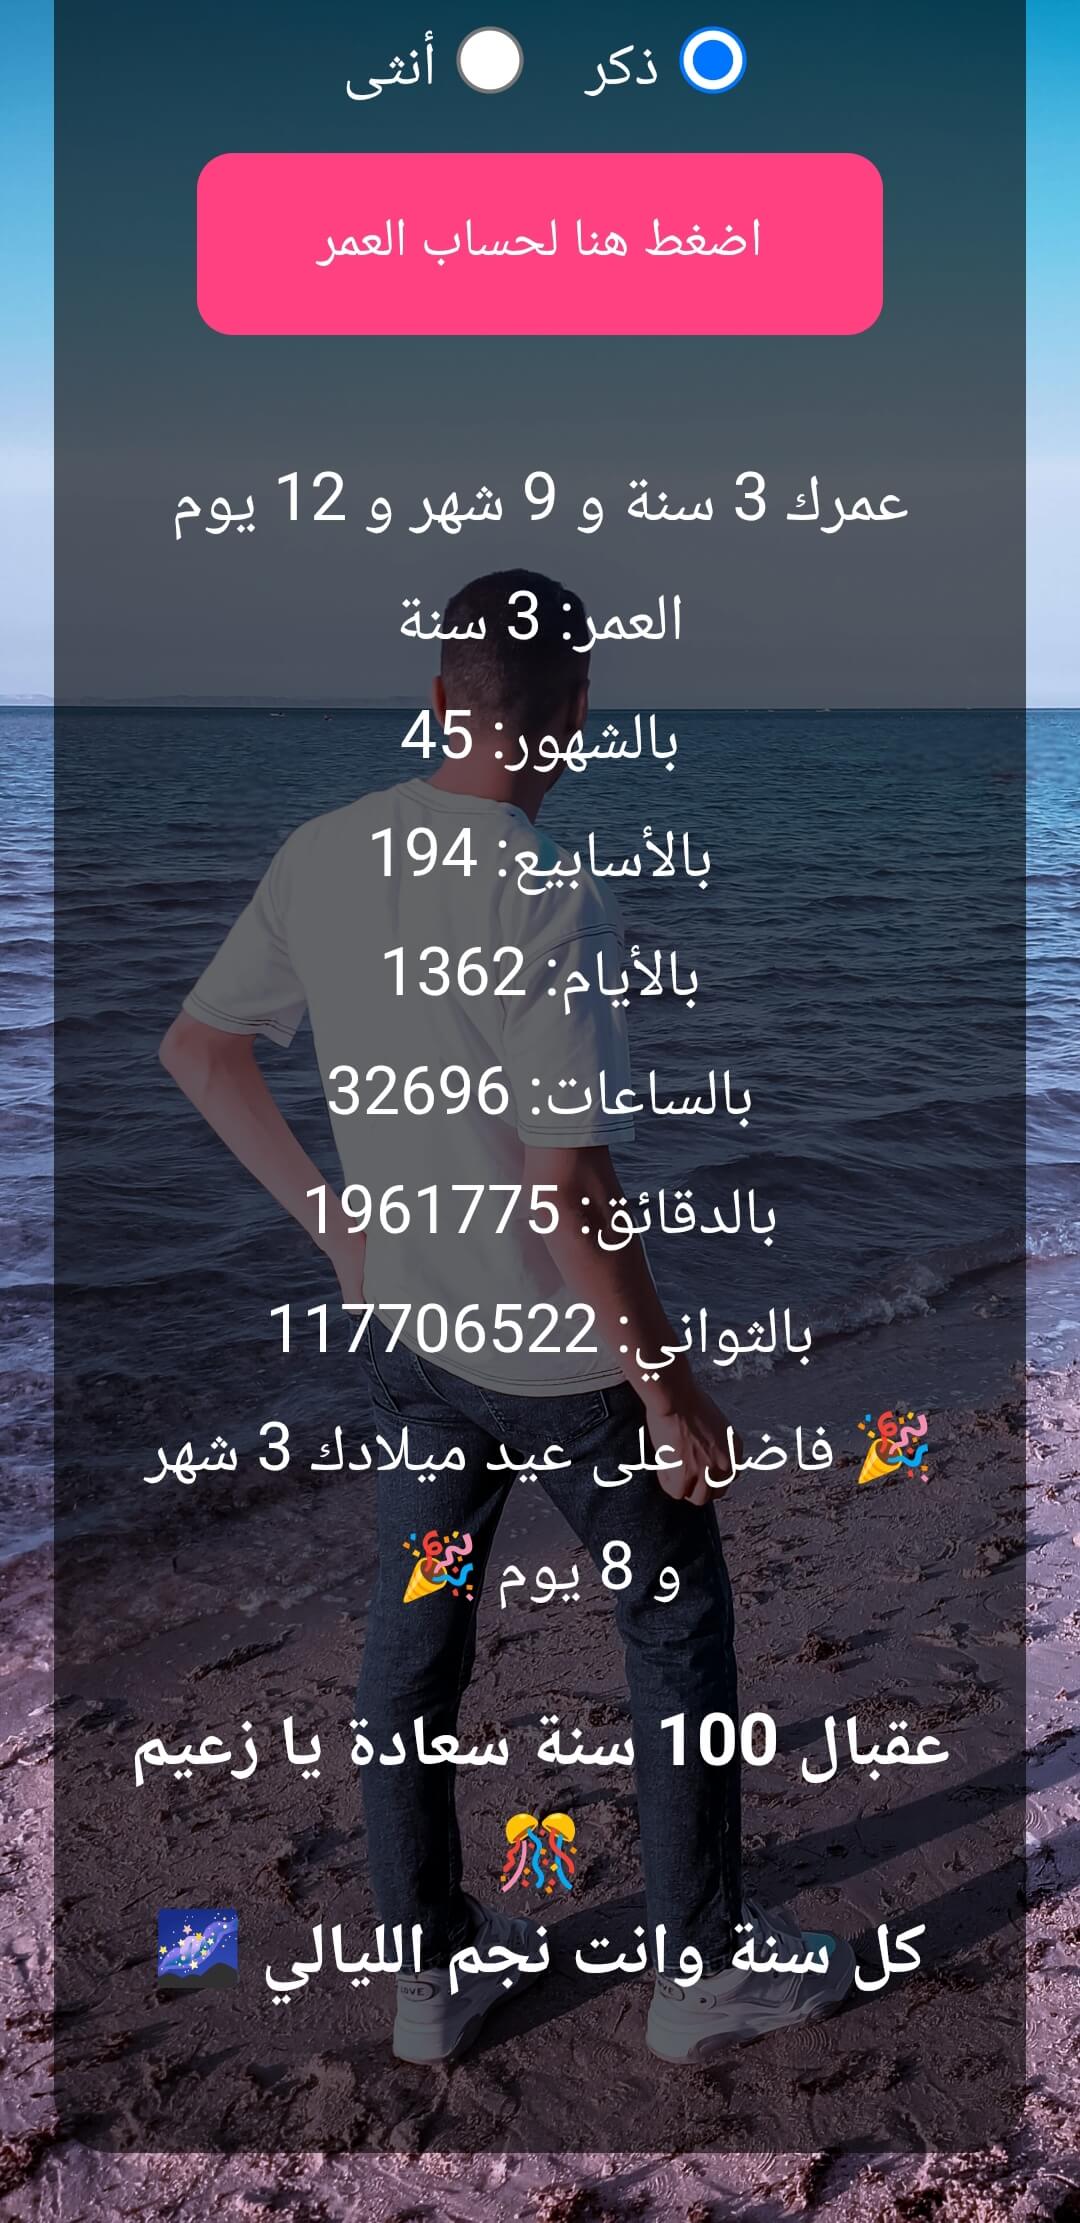 ذكر أنثى
اضغط هنا لحساب العمر
عمرك 3 سنة و 9 شهر و 12 يوم
العمر: 3 سنة
بالشهور: 45
بالأسابيع: 194
بالأيام: 1362
بالساعات: 32696
بالدقائق: 1961775
بالثواني: 117706522
🎉 فاضل على عيد ميلادك 3 شهر
و 8 يوم 🎉
عقبال 100 سنة سعادة يا زعيم
🎊
كل سنة وانت نجم الليالي 🌌
LOVE